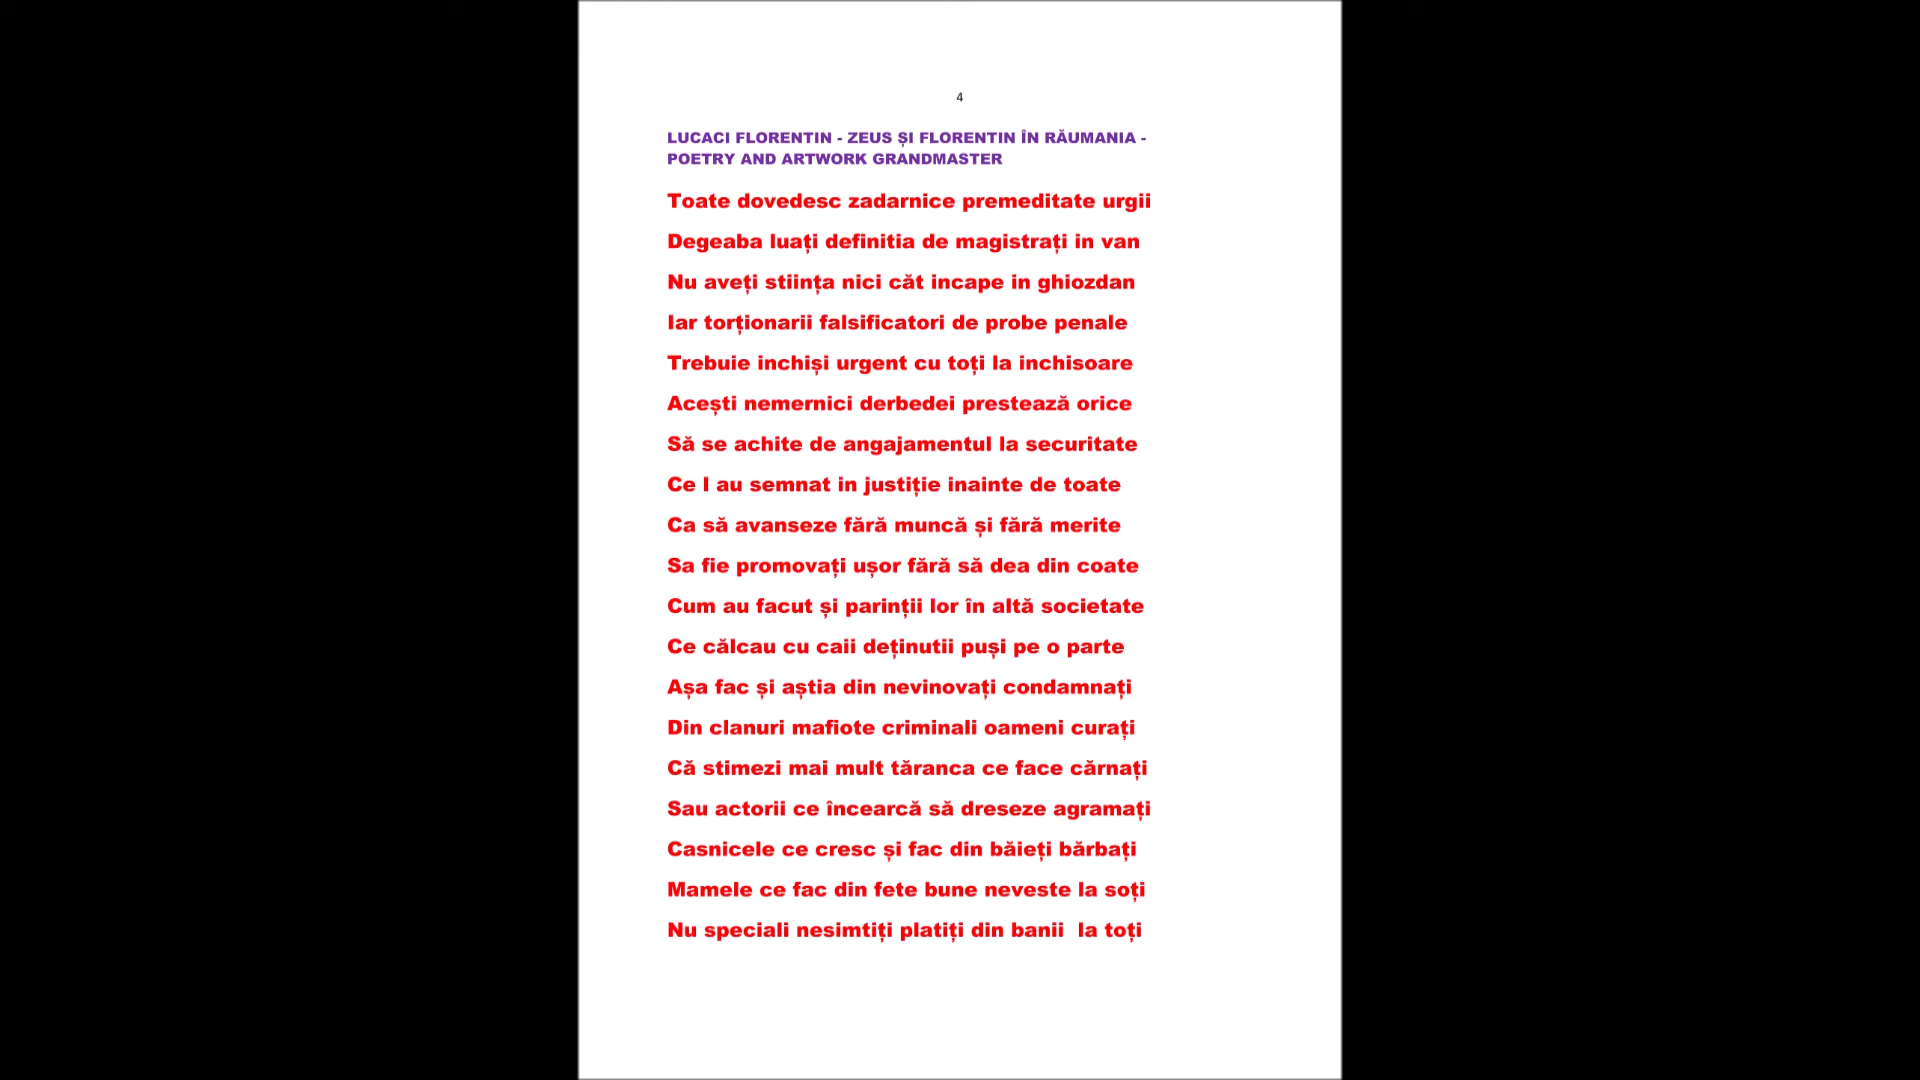 4
LUCACI FLORENTIN - ZEUS ȘI FLORENTIN ÎN RĂUMANIA -
POETRY AND ARTWORK GRANDMASTER
Toate dovedesc zadarnice premeditate urgii
Degeaba luați definitia de magistrați in van
Nu aveți stiința nici căt incape in ghiozdan
Iar torționarii falsificatori de probe penale
Trebuie inchiși urgent cu toți la inchisoare
Acești nemernici derbedei prestează orice
Să se achite de angajamentul la securitate
Ce l au semnat in justiție inainte de toate
Ca să avanseze fără muncă și fără merite
Sa fie promovați ușor fără să dea din coate
Cum au facut și parinții lor în altă societate
Ce călcau cu caii deținutii puși pe o parte
Așa fac și aștia din nevinovați condamnați
Din clanuri mafiote criminali oameni curați
Că stimezi mai mult tăranca ce face cărnați
Sau actorii ce încearcă să dreseze agramați
Casnicele ce cresc și fac din băieți bărbați
Mamele ce fac din fete bune neveste la soți
Nu speciali nesimtiți platiți din banii  la toți